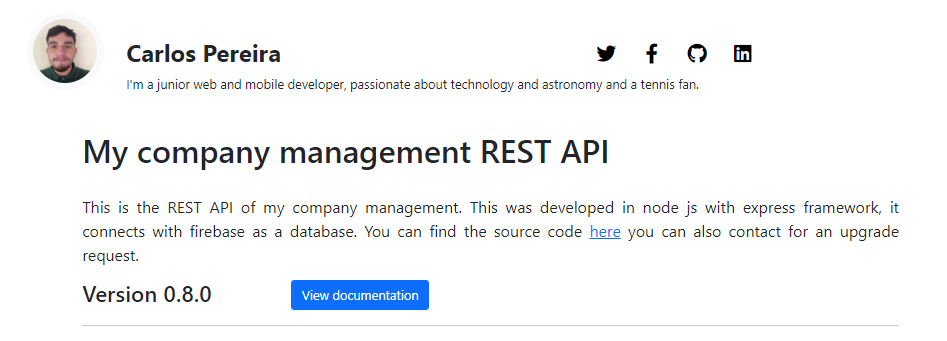 Carlos Pereira
I'm a junior web and mobile developer, passionate about technology and astronomy and a tennis fan.
My company management REST API
This is the REST API of my company management. This was developed in node js with express framework, it
connects with firebase as a database. You can find the source code here you can also contact for an upgrade
request.
Version 0.8.0
View documentation